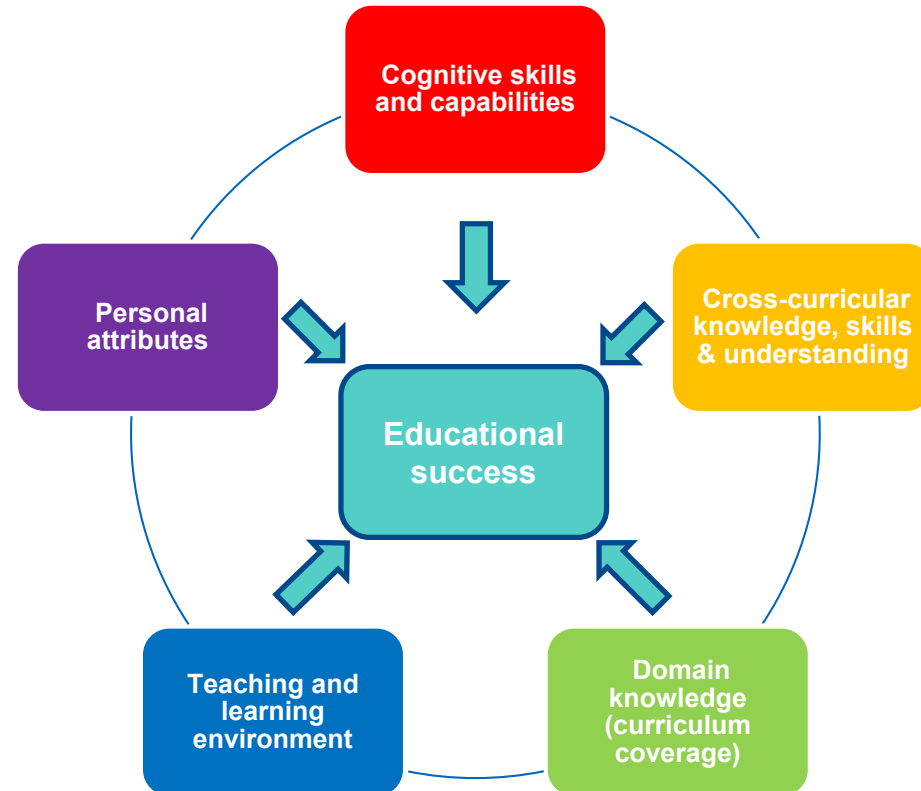 Cognitive skills
and capabilities
Personal
attributes
Cross-curricular
knowledge, skills
& understanding
Educational
success
Teaching and
learning
environment
Domain
knowledge
(curriculum
coverage)